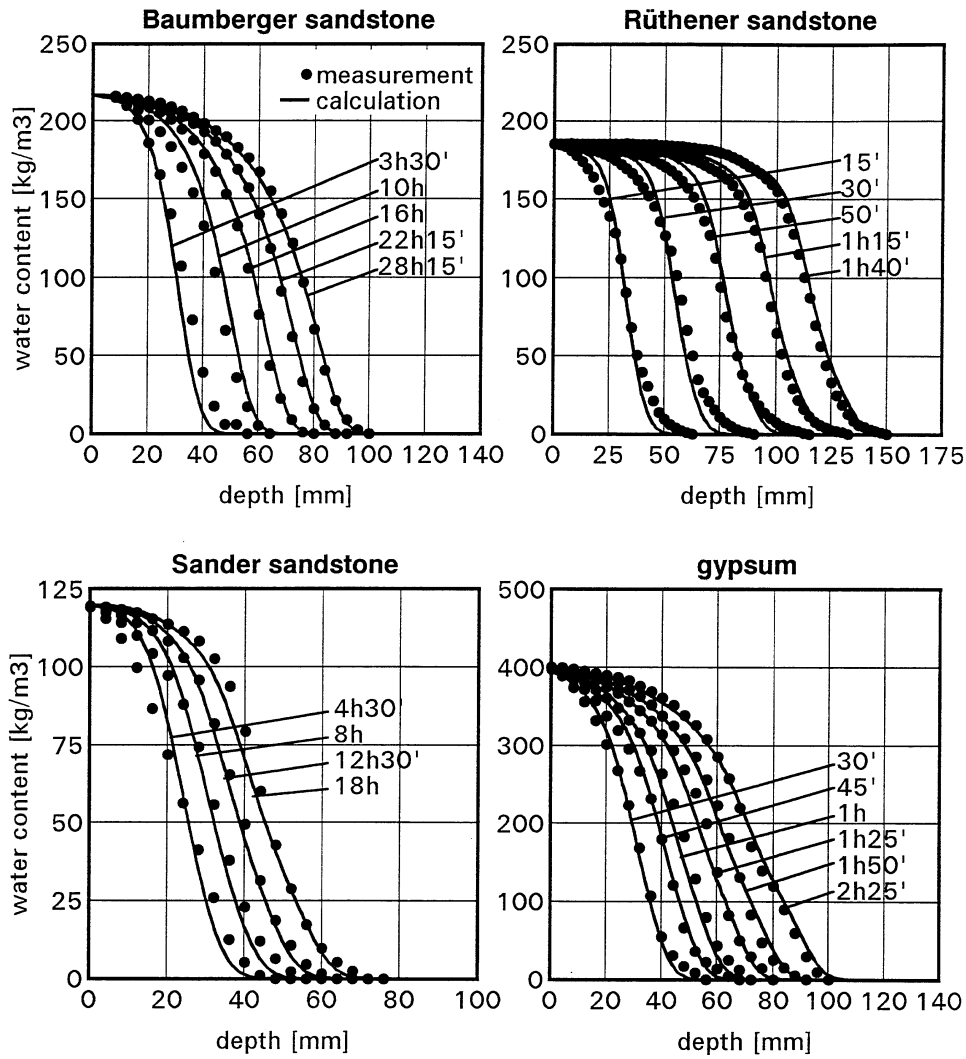 Baumberger sandstone
250
200
150
100
50
0
water content [kg/m3]
• measurement
— calculation
3h30'
10h
16h
22h15'
28h15'
0 20 40 60 80 100 120 140
depth [mm]
Rüthener sandstone
250
200
150
100
50
0
15'
30'
50'
1h15'
1h40'
0 25 50 75 100 125 150 175
depth [mm]
Sander sandstone
125
100
75
50
25
0
water content [kg/m3]
4h30'
8h
12h30'
18h
0 20 40 60 80 100
depth [mm]
gypsum
500
400
300
200
100
0
30'
45'
1h
1h25'
1h50'
2h25'
0 20 40 60 80 100 120 140
depth [mm]